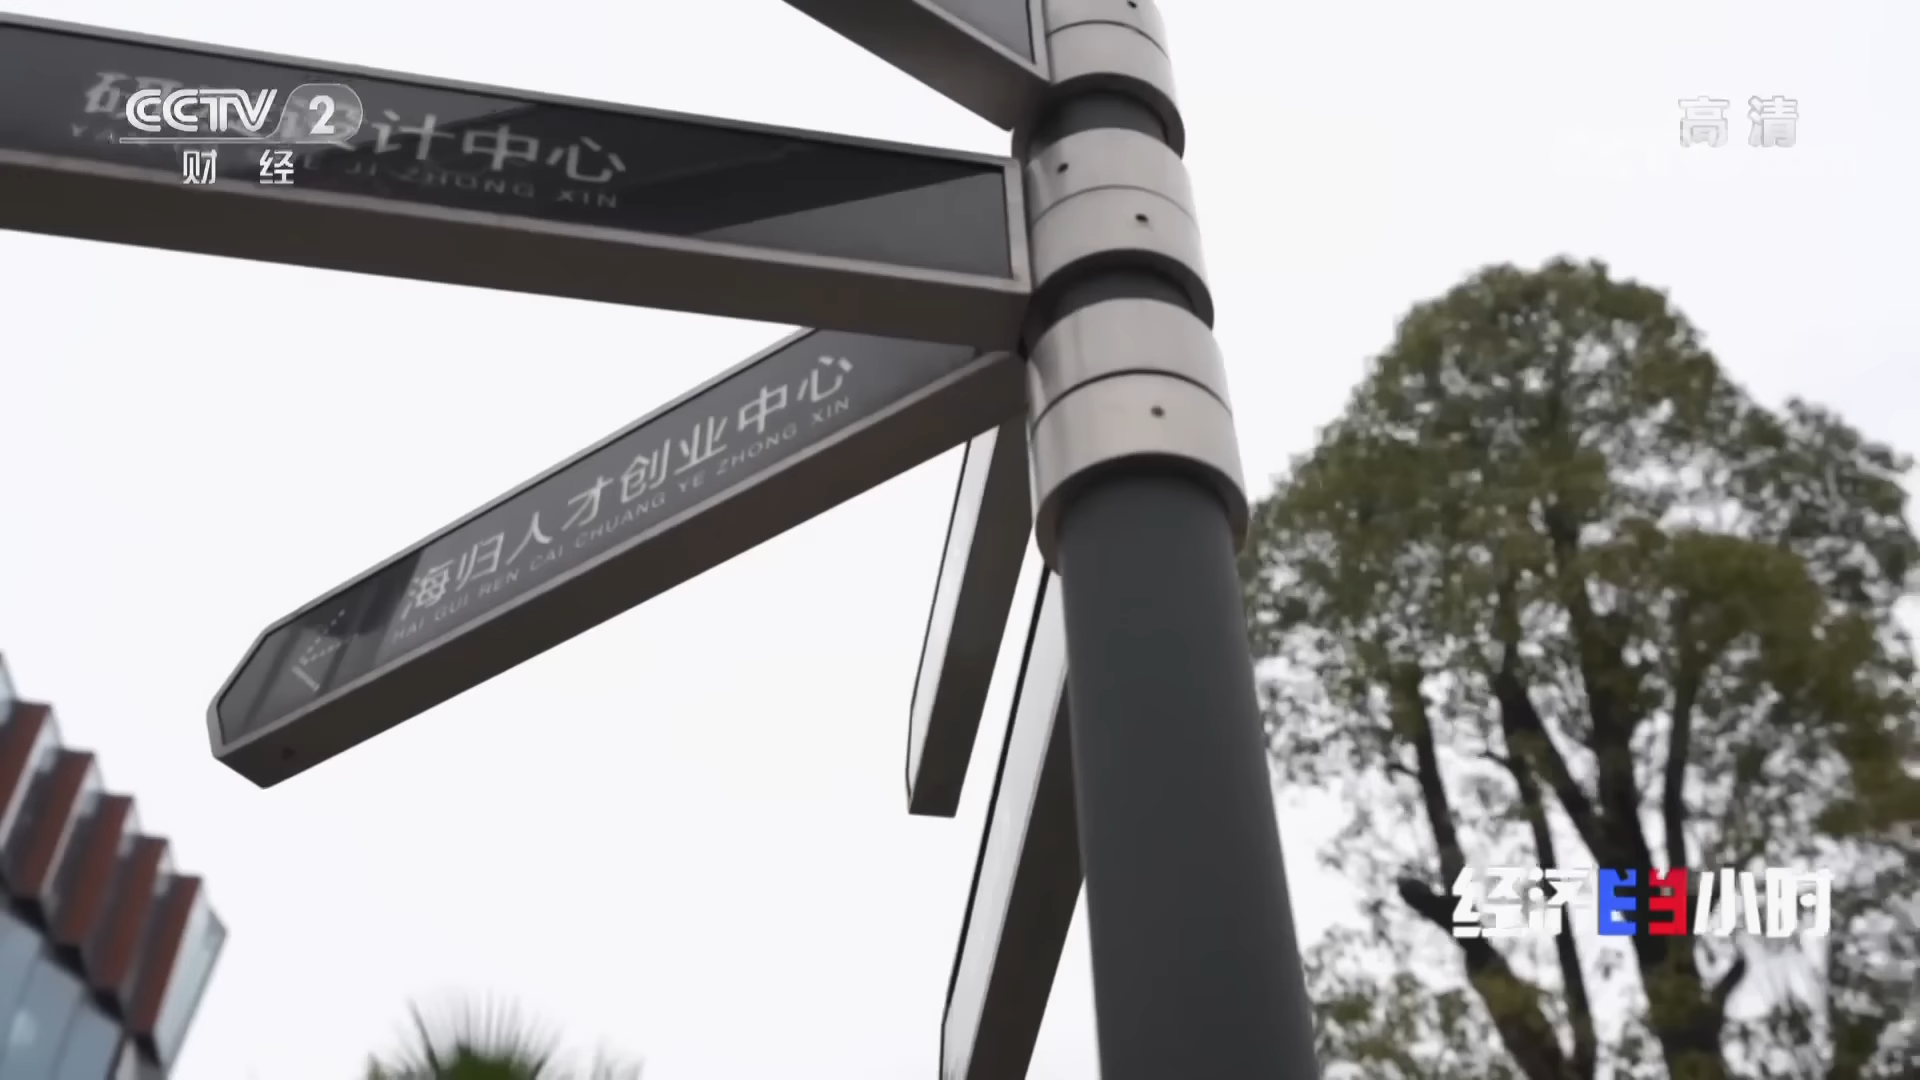 CCTV 2
财 经
高清
设计中心
JI ZHONG XIN
海归人才创业中心
HAI GUI REN CAI CHUANG YE ZHONG XIN
经济半小时